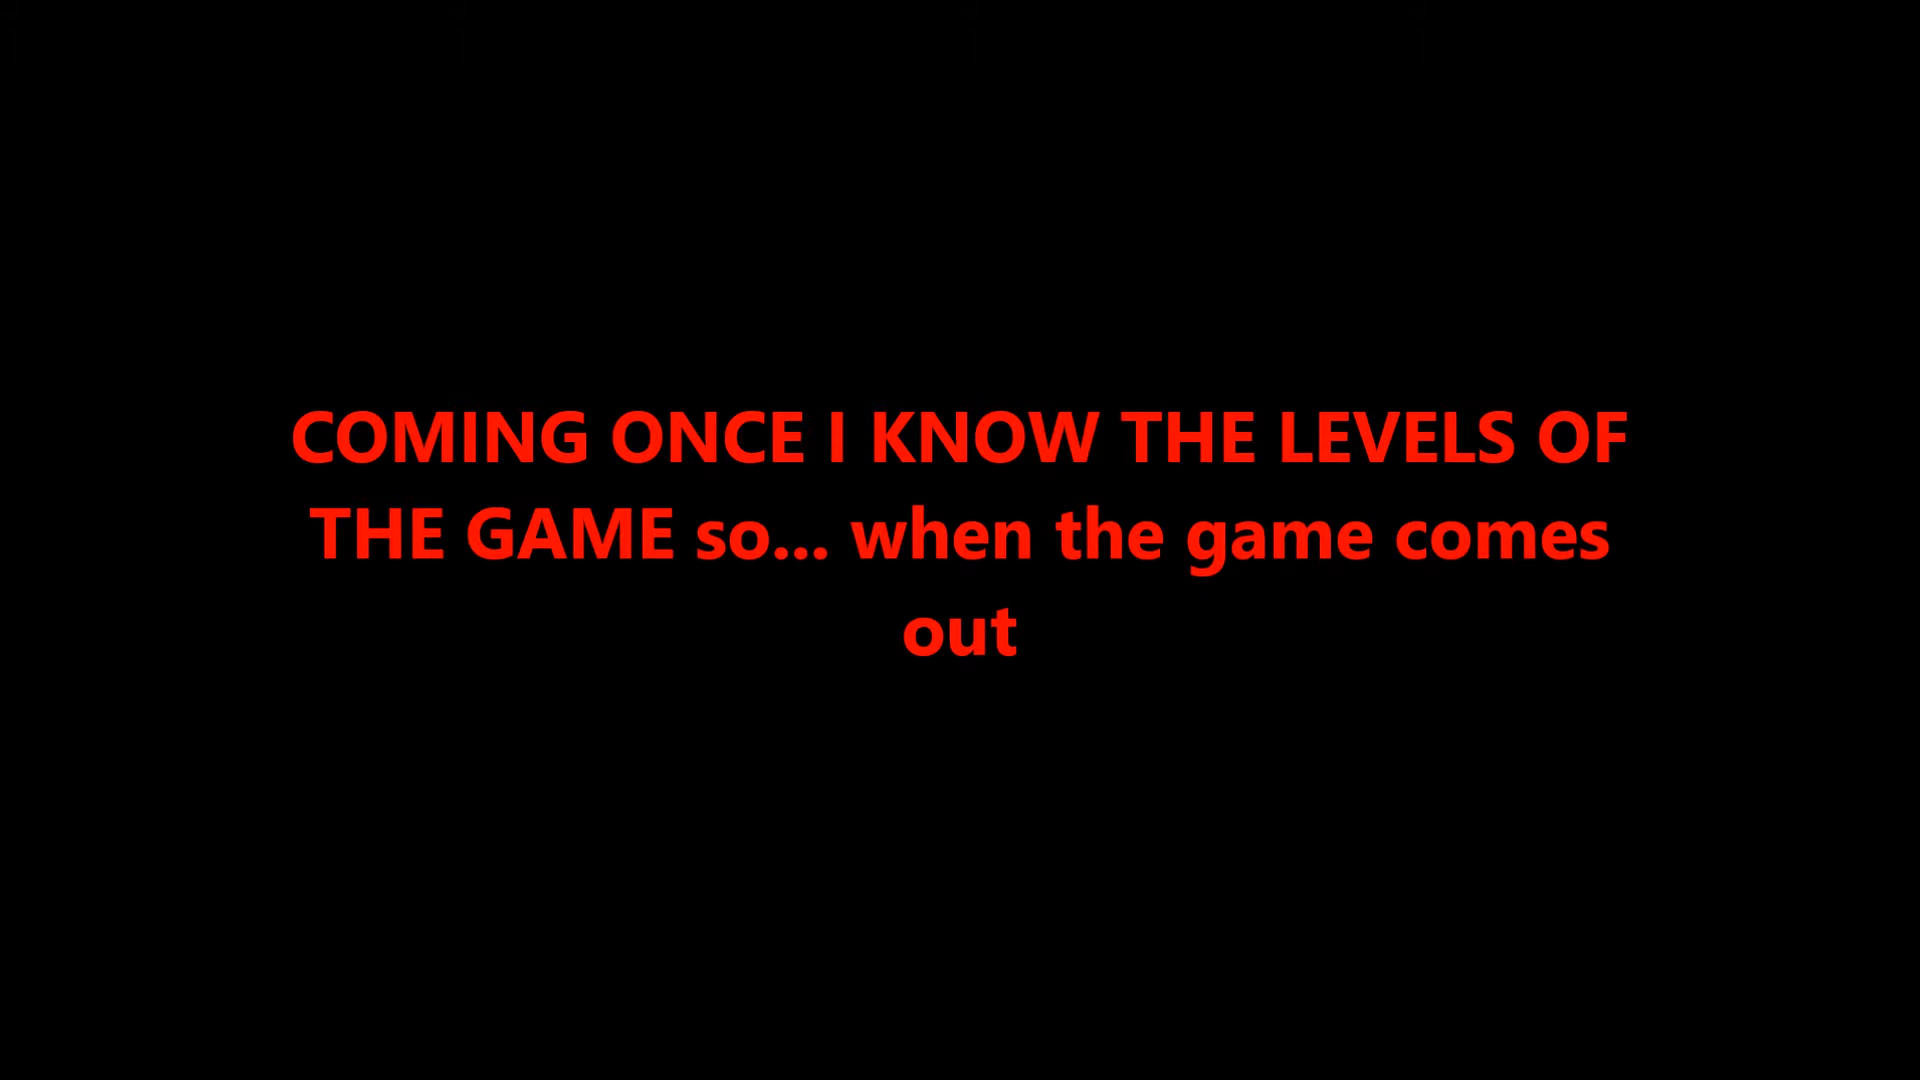 COMING ONCE I KNOW THE LEVELS OF
THE GAME so... when the game comes
out